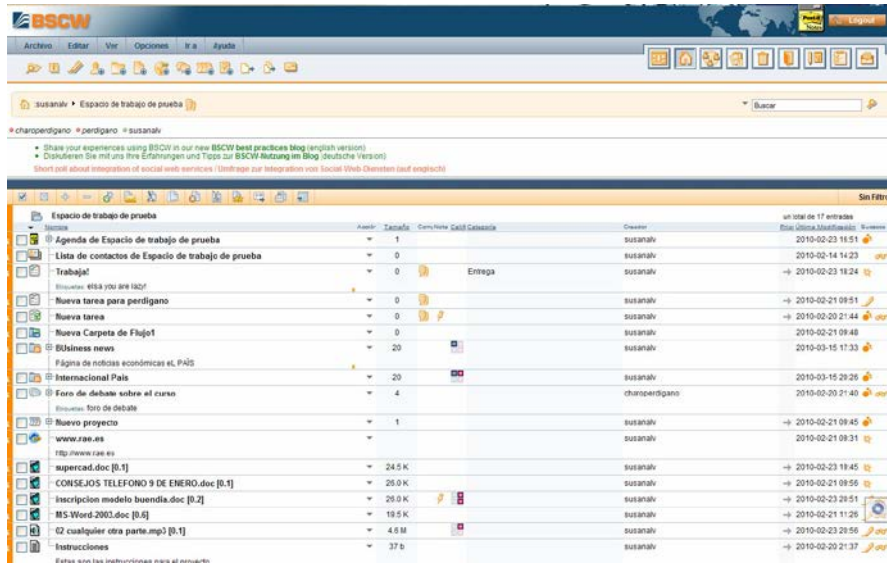 BSCW
Post-it Notes Logout
Archivo Editar Ver Opciones Ir a Ayuda
:susanalv Espacio de trabajo de prueba
Buscar
charoperdigano perdigaro susanalv
Share your experiences using BSCW in our new BSCW best practices blog (english version)
Diskutieren Sie mit uns Ihre Erfahrungen und Tipps zur BSCW-Nutzung im Blog (deutsche Version)
Short poll about integration of social web services / Umfrage zur Integration von Social-Web-Diensten (auf englisch)
Sin Filtro
Espacio de trabajo de prueba un total de 17 entradas
Nombre Tamaño Nota Categoría Creador Última Modificación
Agenda de Espacio de trabajo de prueba 1 susanalv 2010-02-23 16:51
Lista de contactos de Espacio de trabajo de prueba 0 susanalv 2010-02-14 14:23
Trabaja! 0 Entrega susanalv 2010-02-23 18:24
Etiquetas: elsa you are lazy!
Nueva tarea para perdigano 0 susanalv 2010-02-21 09:51
Nueva tarea 0 susanalv 2010-02-20 21:44
Nueva Carpeta de Flujo1 0 susanalv 2010-02-21 09:48
BUsiness news 20 susanalv 2010-03-15 17:33
Página de noticias económicas eL PAÍS
Internacional Pais 20 susanalv 2010-03-15 20:26
Foro de debate sobre el curso 4 charoperdigano 2010-02-20 21:40
Etiquetas: foro de debate
Nuevo proyecto 1 susanalv 2010-02-21 09:45
www.rae.es susanalv 2010-02-21 09:31
http://www.rae.es
supercad.doc [0.1] 24.5 K susanalv 2010-02-23 19:45
CONSEJOS TELEFONO 9 DE ENERO.doc [0.1] 26.0 K susanalv 2010-02-21 09:56
inscripcion modelo buendia.doc [0.2] 26.0 K susanalv 2010-02-23 20:51
MS-Word-2003.doc [0.6] 19.5 K susanalv 2010-02-21 11:26
02 cualquier otra parte.mp3 [0.1] 4.6 M susanalv 2010-02-23 20:56
Instrucciones 37 b susanalv 2010-02-20 21:37
Estas son las instrucciones para el proyecto